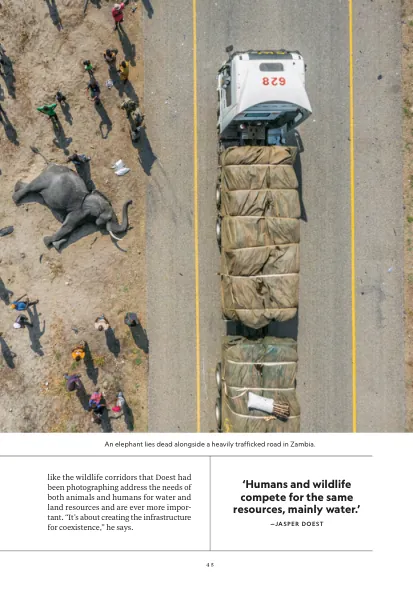 628
An elephant lies dead alongside a heavily trafficked road in Zambia.
like the wildlife corridors that Doest had
been photographing address the needs of
both animals and humans for water and
land resources and are ever more impor-
tant. “It’s about creating the infrastructure
for coexistence,” he says.
‘Humans and wildlife
compete for the same
resources, mainly water.’
—JASPER DOEST
45